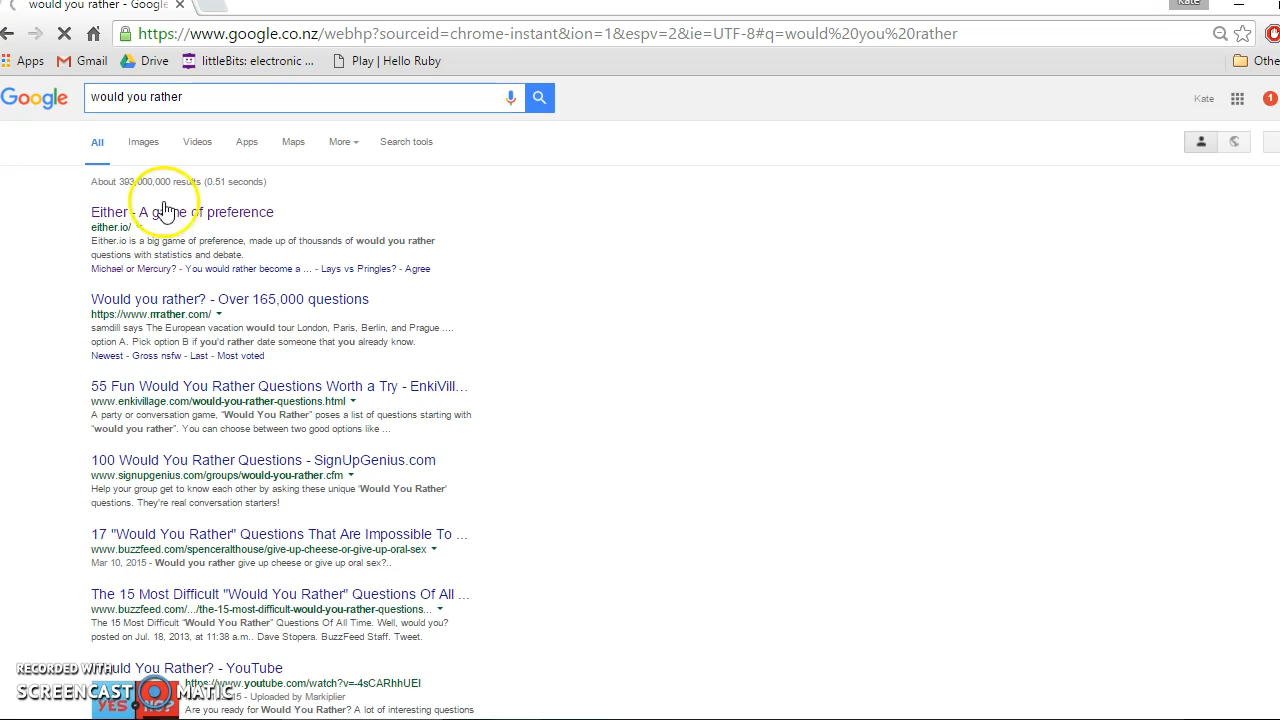 would you rather - Googl
Kate
https://www.google.co.nz/webhp?sourceid=chrome-instant&ion=1&espv=2&ie=UTF-8#q=would%20you%20rather
Apps Gmail Drive littleBits: electronic ... Play | Hello Ruby Othe
Google would you rather Kate 1
All Images Videos Apps Maps More Search tools
About 393,000,000 results (0.51 seconds)
Either - A game of preference
either.io/
Either.io is a big game of preference, made up of thousands of would you rather
questions with statistics and debate.
Michael or Mercury? - You would rather become a ... - Lays vs Pringles? - Agree
Would you rather? - Over 165,000 questions
https://www.rrrather.com/
samdill says The European vacation would tour London, Paris, Berlin, and Prague ....
option A. Pick option B if you'd rather date someone that you already know.
Newest - Gross nsfw - Last - Most voted
55 Fun Would You Rather Questions Worth a Try - EnkiVill...
www.enkivillage.com/would-you-rather-questions.html
A party or conversation game, "Would You Rather" poses a list of questions starting with
"would you rather". You can choose between two good options like ...
100 Would You Rather Questions - SignUpGenius.com
www.signupgenius.com/groups/would-you-rather.cfm
Help your group get to know each other by asking these unique 'Would You Rather'
questions. They're real conversation starters!
17 "Would You Rather" Questions That Are Impossible To ...
www.buzzfeed.com/spenceralthouse/give-up-cheese-or-give-up-oral-sex
Mar 10, 2015 - Would you rather give up cheese or give up oral sex?..
The 15 Most Difficult "Would You Rather" Questions Of All ...
www.buzzfeed.com/.../the-15-most-difficult-would-you-rather-questions...
The 15 Most Difficult "Would You Rather" Questions Of All Time. Well, would you?
posted on Jul. 18, 2013, at 11:38 a.m.. Dave Stopera. BuzzFeed Staff. Tweet.
Would You Rather? - YouTube
https://www.youtube.com/watch?v=-4sCARhhUEI
2015 - Uploaded by Markiplier
Are you ready for Would You Rather? A lot of interesting questions
RECORDED WITH
SCREENCAST MATIC
YES NO